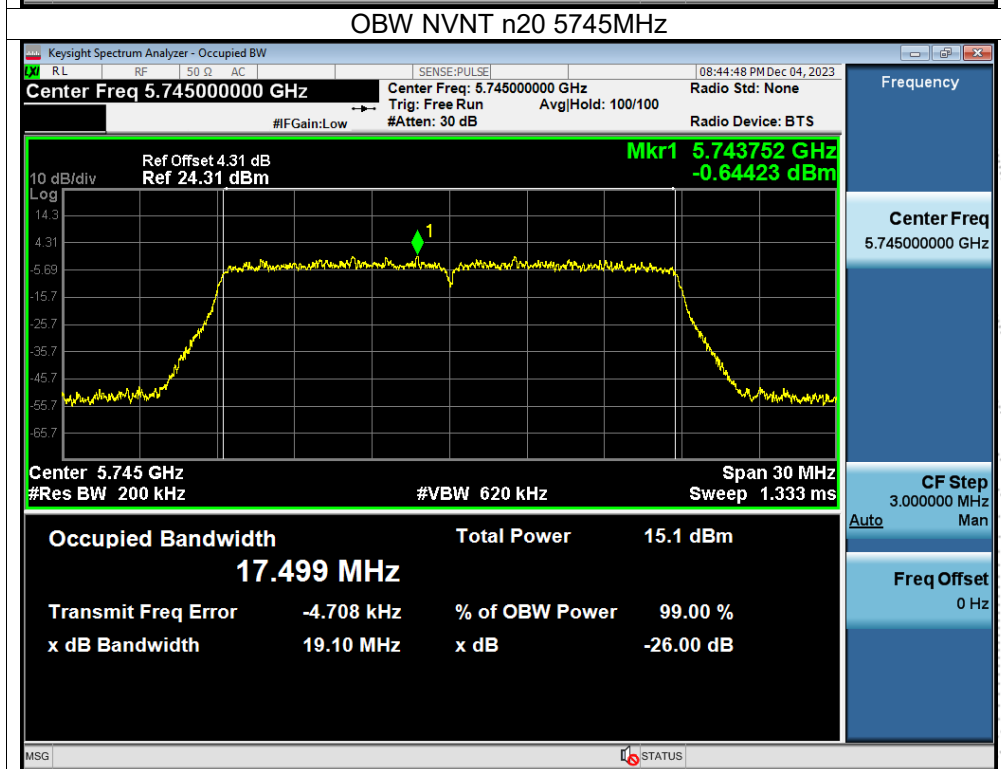 OBW NVNT n20 5745MHz
Keysight Spectrum Analyzer - Occupied BW
LXI RL RF 50 Ω AC SENSE:PULSE 08:44:48 PM Dec 04, 2023
Center Freq 5.745000000 GHz Center Freq: 5.745000000 GHz Radio Std: None
Trig: Free Run Avg|Hold: 100/100
#IFGain:Low #Atten: 30 dB Radio Device: BTS
Frequency
Mkr1 5.743752 GHz
-0.64423 dBm
Ref Offset 4.31 dB
10 dB/div Ref 24.31 dBm
Log
14.3
4.31
-5.69
-15.7
-25.7
-35.7
-45.7
-55.7
-65.7
1
Center 5.745 GHz Span 30 MHz
#Res BW 200 kHz #VBW 620 kHz Sweep 1.333 ms
Occupied Bandwidth Total Power 15.1 dBm
17.499 MHz
Transmit Freq Error -4.708 kHz % of OBW Power 99.00 %
x dB Bandwidth 19.10 MHz x dB -26.00 dB
Center Freq
5.745000000 GHz
CF Step
3.000000 MHz
Auto Man
Freq Offset
0 Hz
MSG STATUS